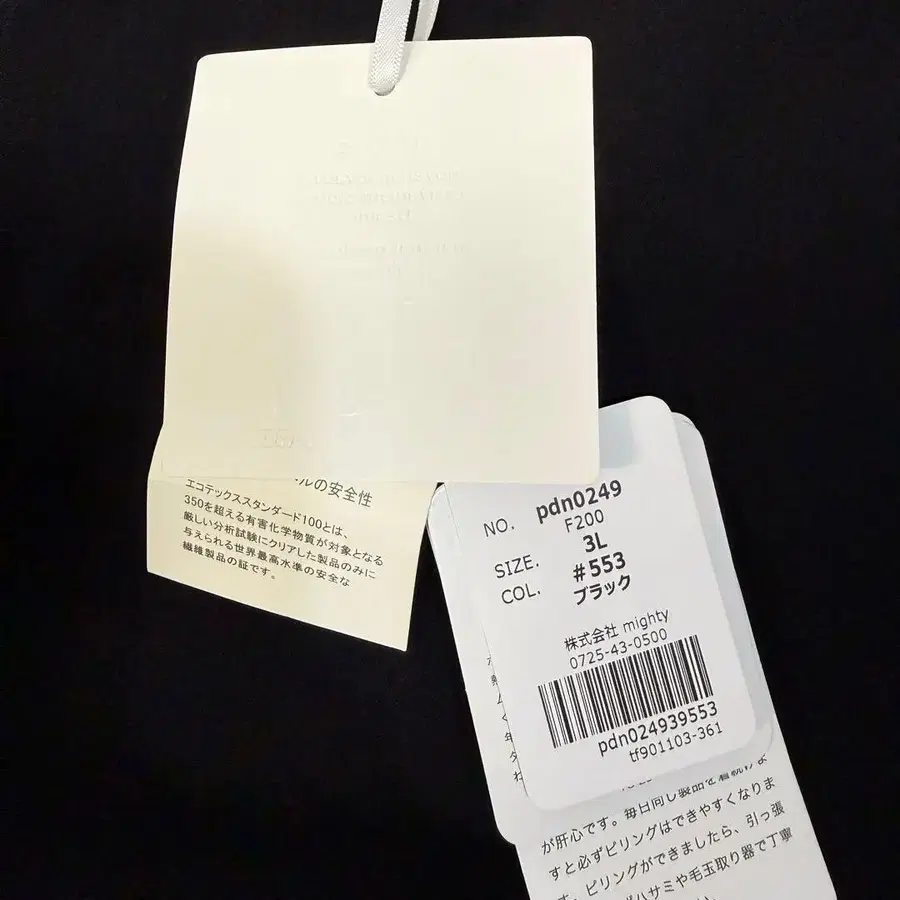 ルの安全性
エコテックススタンダード100とは、
350を超える有害化学物質が対象となる
厳しい分析試験にクリアした製品のみに
与えられる世界最高水準の安全な
繊維製品の証です。
NO. pdn0249
F200
SIZE. 3L
COL. #553
ブラック
株式会社 mighty
0725-43-0500
pdn024939553
tf901103-361
が肝心です。毎日同じ製品を着続けま
すと必ずピリングはできやすくなりま
す。ピリングができましたら、引っ張
ハサミや毛玉取り器で丁寧